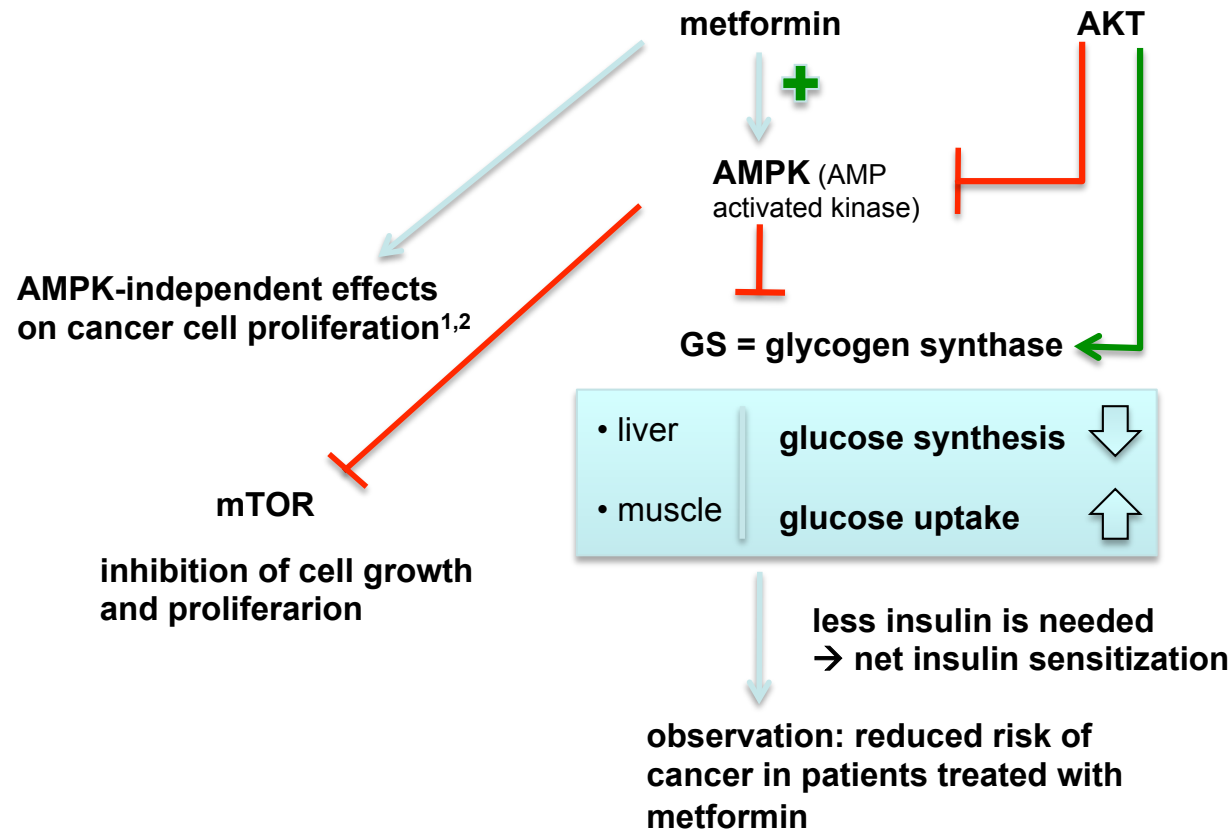 metformin
AKT
AMPK (AMP
activated kinase)
AMPK-independent effects
on cancer cell proliferation1,2
GS = glycogen synthase
• liver
glucose synthesis
• muscle
glucose uptake
mTOR
inhibition of cell growth
and proliferarion
less insulin is needed
→ net insulin sensitization
observation: reduced risk of
cancer in patients treated with
metformin